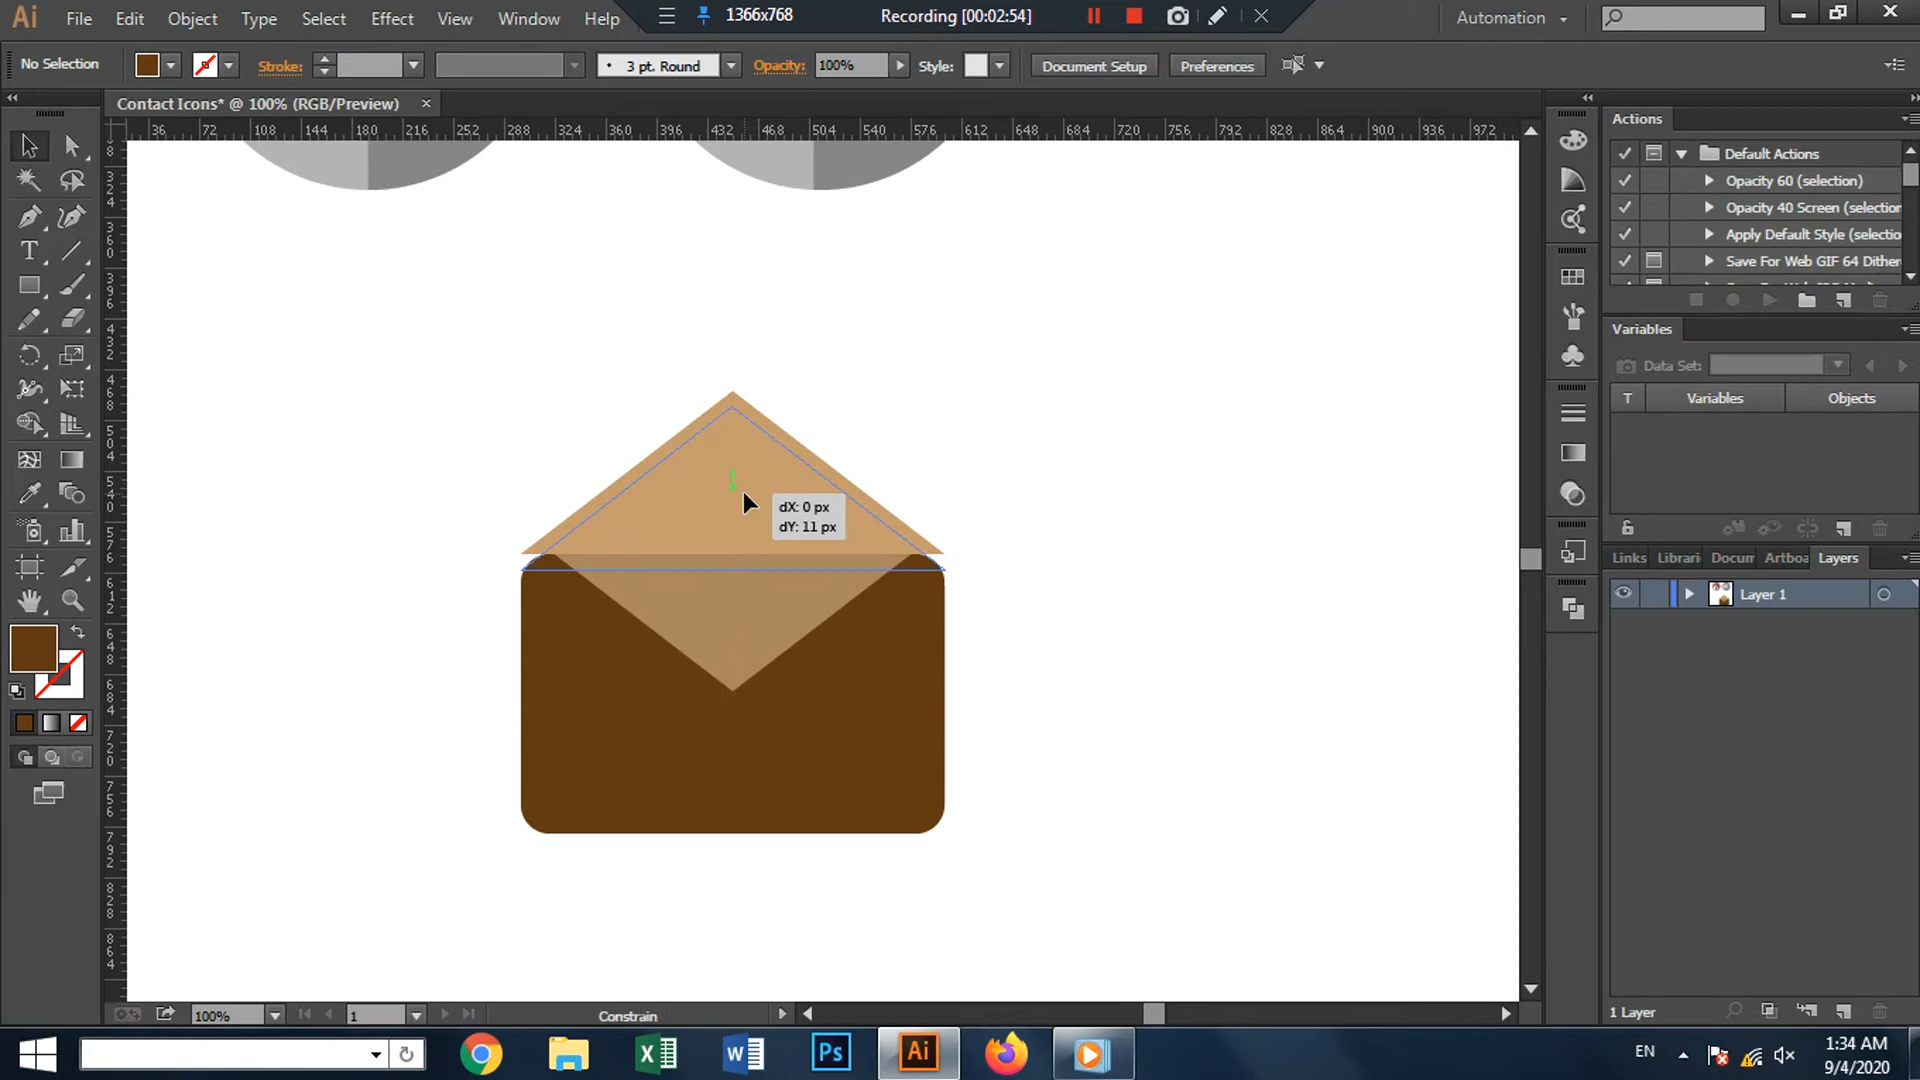 Ai File Edit Object Type Select Effect View Window Help
1366x768 Recording [00:02:54]
Automation
No Selection Stroke: 3 pt. Round Opacity: 100% Style: Document Setup Preferences
Contact Icons* @ 100% (RGB/Preview)
36 72 108 144 180 216 252 288 324 360 396 432 468 504 540 576 612 648 684 720 756 792 828 864 900 936 972
Actions
Default Actions
Opacity 60 (selection)
Opacity 40 Screen (selection
Apply Default Style (selectio
Save For Web GIF 64 Dither
Variables
Data Set:
T Variables Objects
dX: 0 px
dY: 11 px
Links Librari Docum Artboa Layers
Layer 1
1 Layer
100% 1 Constrain
Ps Ai
EN 1:34 AM
9/4/2020